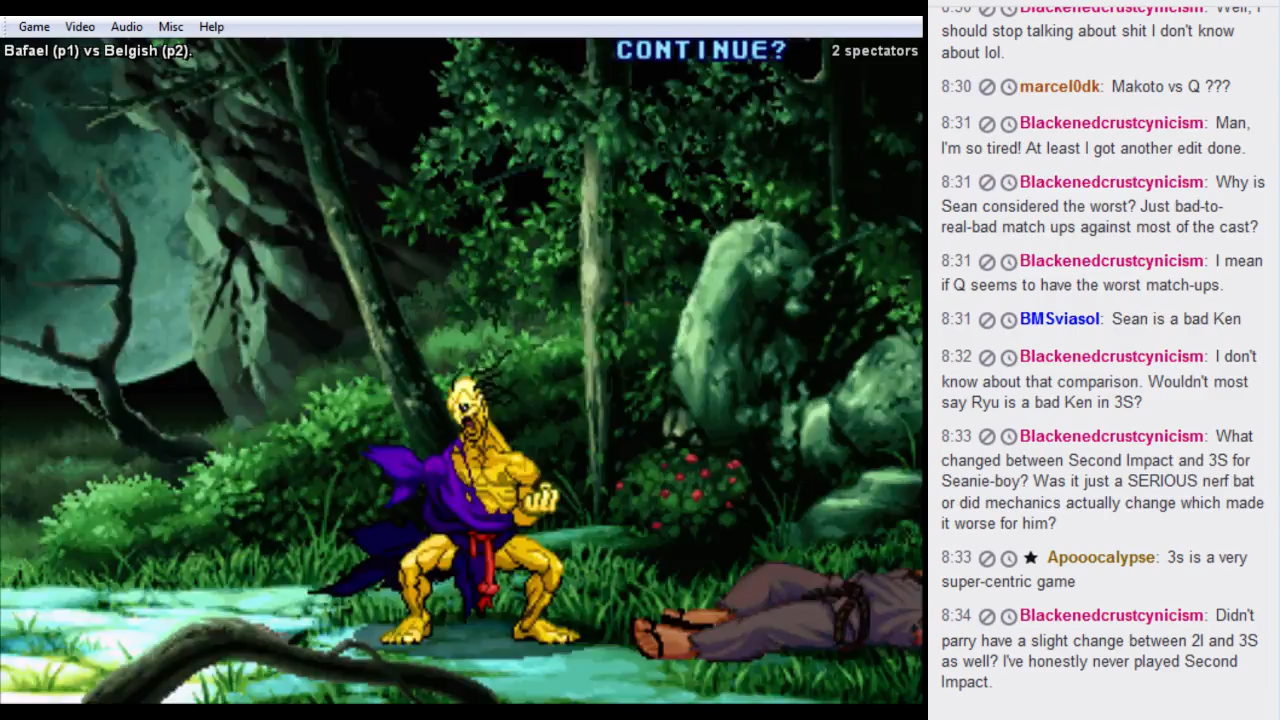 Game Video Audio Misc Help
Bafael (p1) vs Belgish (p2).
CONTINUE?
2 spectators
8:30 Blackenedcrustcynicism: Well, I
should stop talking about shit I don't know
about lol.
8:30 marcel0dk: Makoto vs Q ???
8:31 Blackenedcrustcynicism: Man,
I'm so tired! At least I got another edit done.
8:31 Blackenedcrustcynicism: Why is
Sean considered the worst? Just bad-to-
real-bad match ups against most of the cast?
8:31 Blackenedcrustcynicism: I mean
if Q seems to have the worst match-ups.
8:31 BMSviasol: Sean is a bad Ken
8:32 Blackenedcrustcynicism: I don't
know about that comparison. Wouldn't most
say Ryu is a bad Ken in 3S?
8:33 Blackenedcrustcynicism: What
changed between Second Impact and 3S for
Seanie-boy? Was it just a SERIOUS nerf bat
or did mechanics actually change which made
it worse for him?
8:33 Apooocalypse: 3s is a very
super-centric game
8:34 Blackenedcrustcynicism: Didn't
parry have a slight change between 2I and 3S
as well? I've honestly never played Second
Impact.